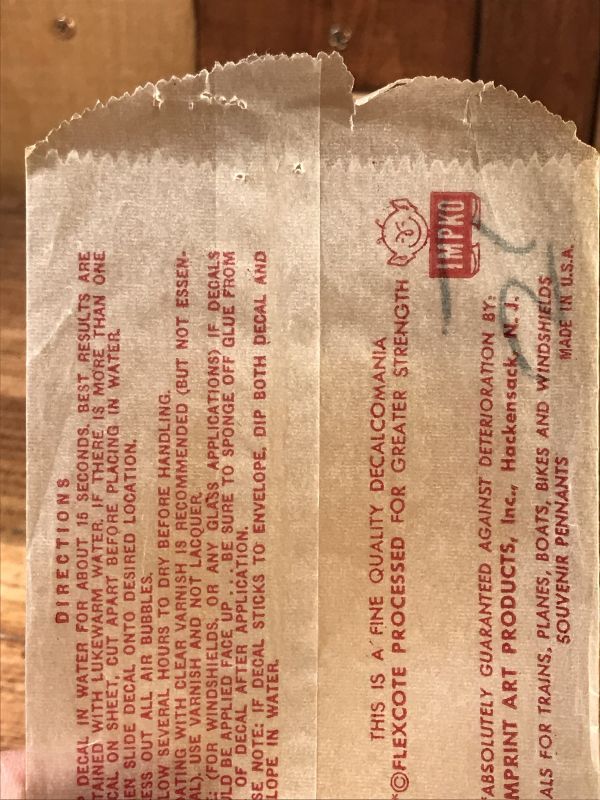 DIRECTIONS
DECAL IN WATER FOR ABOUT 15 SECONDS. BEST RESULTS ARE
TAINED WITH LUKEWARM WATER. IF THERE IS MORE THAN ONE
CAL ON SHEET, CUT APART BEFORE PLACING IN WATER.
EN SLIDE DECAL ONTO DESIRED LOCATION.
ESS OUT ALL AIR BUBBLES.
LOW SEVERAL HOURS TO DRY BEFORE HANDLING.
ATING WITH CLEAR VARNISH IS RECOMMENDED (BUT NOT ESSEN-
AL). USE VARNISH AND NOT LACQUER.
: (FOR WINDSHIELDS, OR ANY GLASS APPLICATIONS) IF DECALS
LD BE APPLIED FACE UP .... BE SURE TO SPONGE OFF GLUE FROM
OF DECAL AFTER APPLICATION.
SE NOTE: IF DECAL STICKS TO ENVELOPE, DIP BOTH DECAL AND
LOPE IN WATER.
THIS IS A FINE QUALITY DECALCOMANIA
©FLEXCOTE PROCESSED FOR GREATER STRENGTH
IMPKO
ABSOLUTELY GUARANTEED AGAINST DETERIORATION BY:
MPRINT ART PRODUCTS, Inc., Hackensack, N. J.
ALS FOR TRAINS, PLANES, BOATS, BIKES AND WINDSHIELDS
SOUVENIR PENNANTS
MADE IN U.S.A.